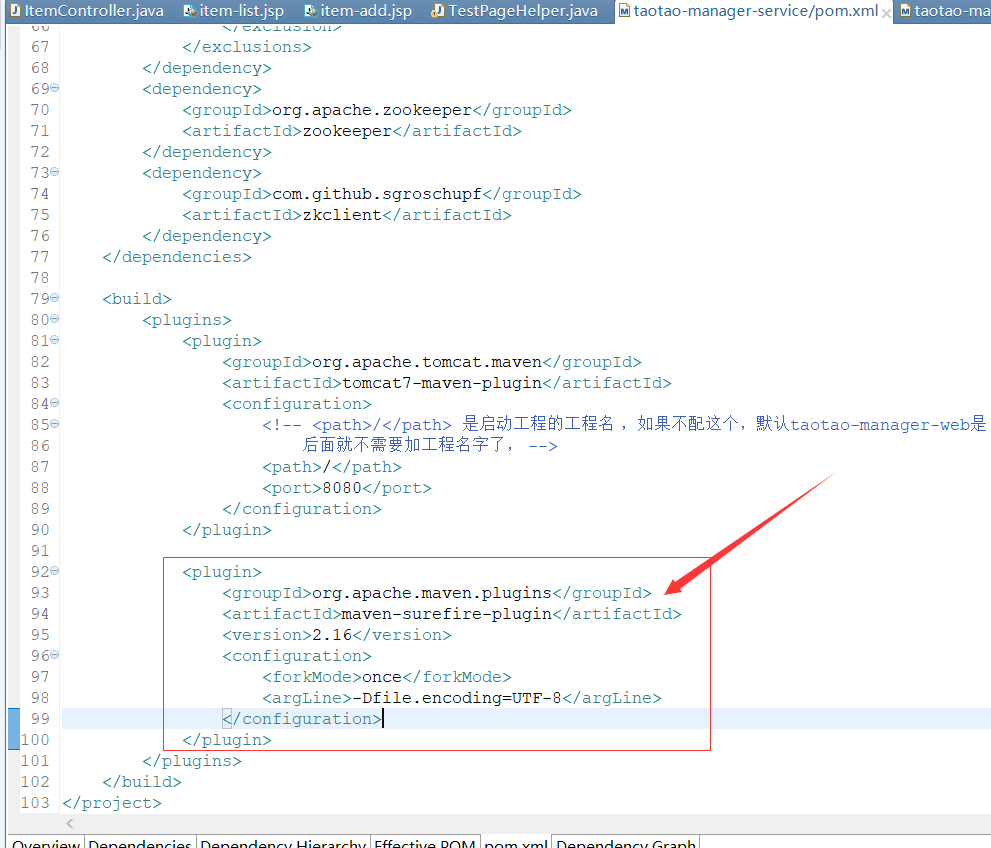 ItemController.java item-list.jsp item-add.jsp TestPageHelper.java taotao-manager-service/pom.xml taotao-ma
66 </exclusion>
67 </exclusions>
68 </dependency>
69 <dependency>
70 <groupId>org.apache.zookeeper</groupId>
71 <artifactId>zookeeper</artifactId>
72 </dependency>
73 <dependency>
74 <groupId>com.github.sgroschupf</groupId>
75 <artifactId>zkclient</artifactId>
76 </dependency>
77 </dependencies>
78
79 <build>
80 <plugins>
81 <plugin>
82 <groupId>org.apache.tomcat.maven</groupId>
83 <artifactId>tomcat7-maven-plugin</artifactId>
84 <configuration>
85 <!-- <path>/</path> 是启动工程的工程名，如果不配这个，默认taotao-manager-web是
86 后面就不需要加工程名字了， -->
87 <path>/</path>
88 <port>8080</port>
89 </configuration>
90 </plugin>
91
92 <plugin>
93 <groupId>org.apache.maven.plugins</groupId>
94 <artifactId>maven-surefire-plugin</artifactId>
95 <version>2.16</version>
96 <configuration>
97 <forkMode>once</forkMode>
98 <argLine>-Dfile.encoding=UTF-8</argLine>
99 </configuration>
100 </plugin>
101 </plugins>
102 </build>
103 </project>
Overview Dependencies Dependency Hierarchy Effective POM pom.xml Dependency Graph